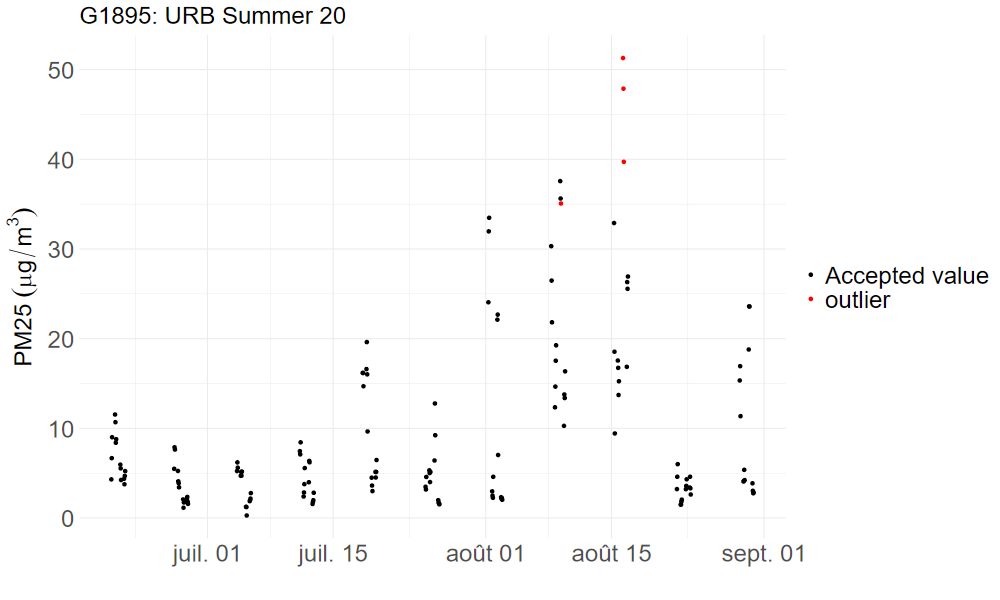 G1895: URB Summer 20
PM25 (μg/m³)
50
40
30
20
10
0
juil. 01
juil. 15
août 01
août 15
sept. 01
Accepted value
outlier